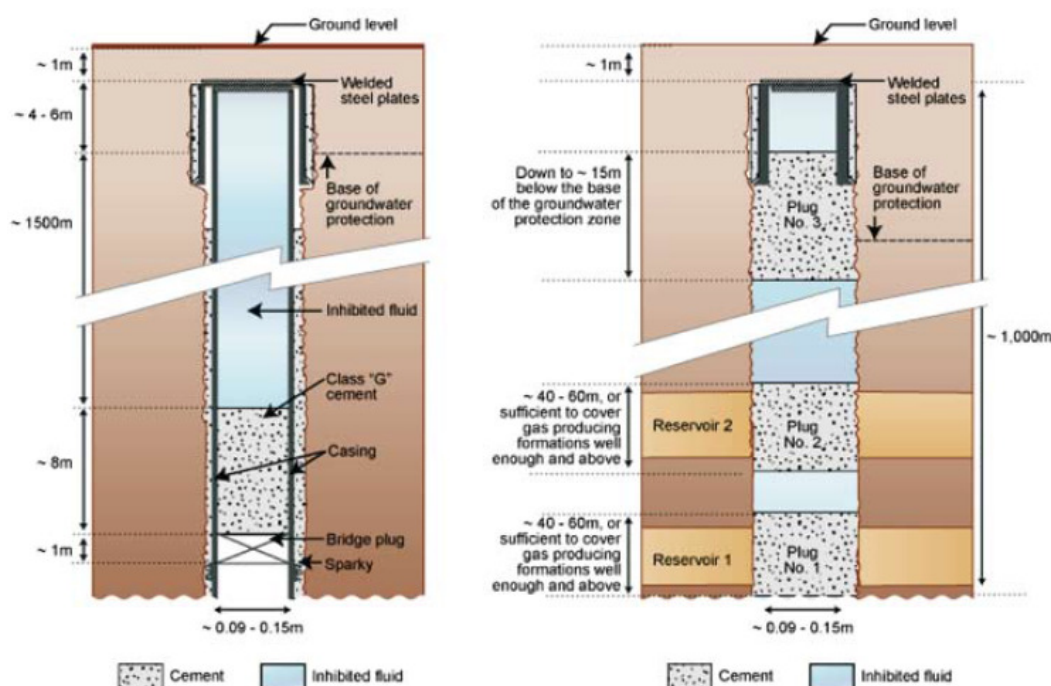 Ground level
~ 1m
Welded
steel plates
~ 4 - 6m
Base of
groundwater
protection
~ 1500m
Inhibited fluid
Class "G"
cement
Casing
~ 8m
Bridge plug
~ 1m
Sparky
~ 0.09 - 0.15m
Cement
Inhibited fluid
Ground level
~ 1m
Welded
steel plates
Down to ~ 15m
below the base
of the groundwater
protection zone
Plug
No. 3
Base of
groundwater
protection
~ 1,000m
~ 40 - 60m, or
sufficient to cover
gas producing
formations well
enough and above
Reservoir 2
Plug
No. 2
~ 40 - 60m, or
sufficient to cover
gas producing
formations well
enough and above
Reservoir 1
Plug
No. 1
~ 0.09 - 0.15m
Cement
Inhibited fluid